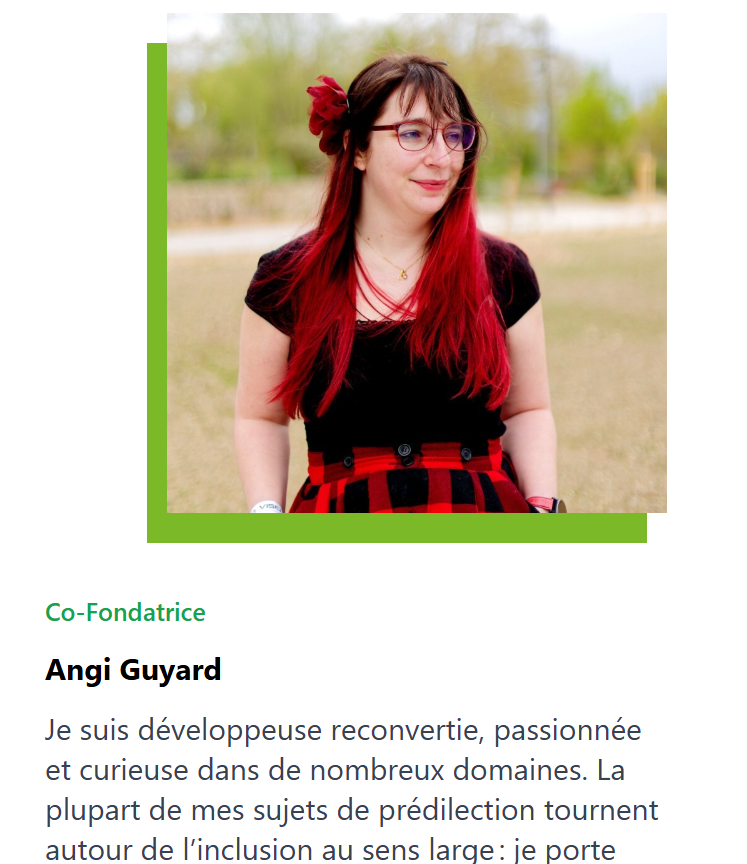 Co-Fondatrice
Angi Guyard
Je suis développeuse reconvertie, passionnée
et curieuse dans de nombreux domaines. La
plupart de mes sujets de prédilection tournent
autour de l’inclusion au sens large : je porte